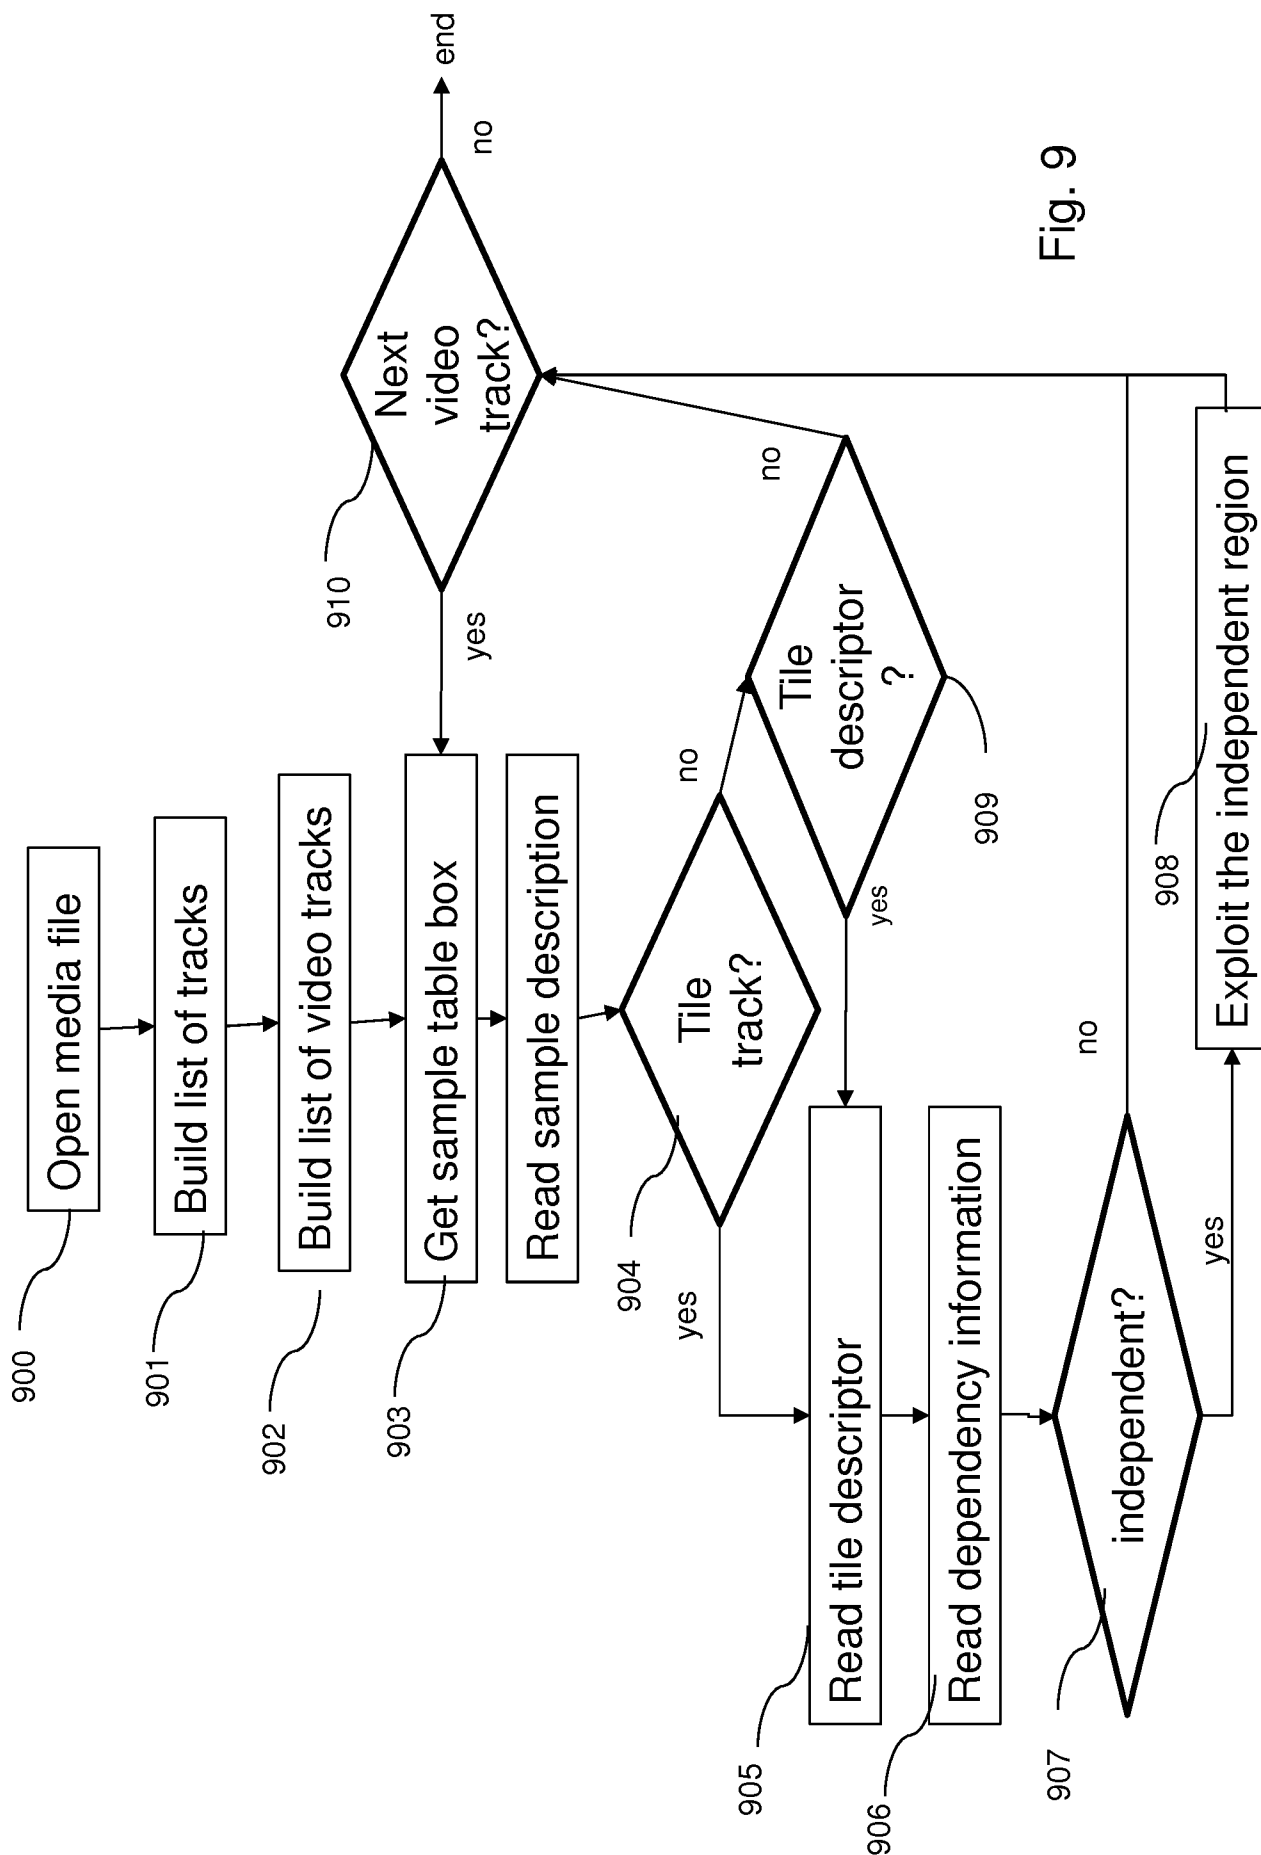 900
Open media file
901
Build list of tracks
902
Build list of video tracks
903
Get sample table box
Read sample description
910
Next
video
track?
yes
no
end
904
Tile
track?
yes
no
Tile
descriptor
?
909
yes
no
905
Read tile descriptor
906
Read dependency information
907
independent?
no
yes
908
Exploit the independent region
Fig. 9